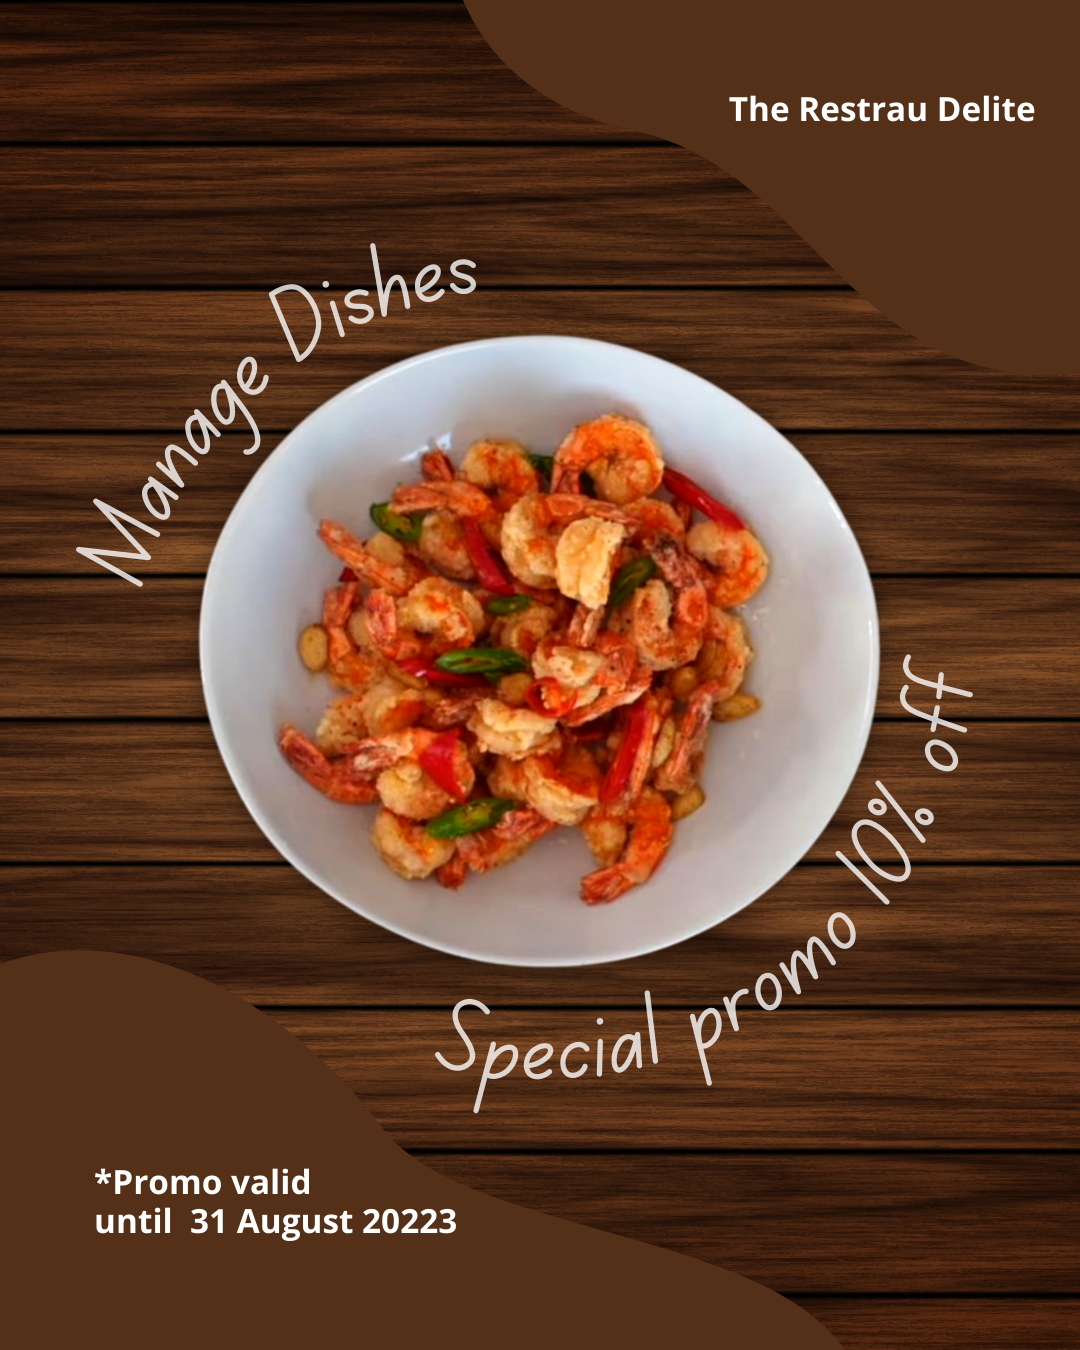 The Restrau Delite
Manage Dishes
Special promo 10% off
*Promo valid
until  31 August 20223